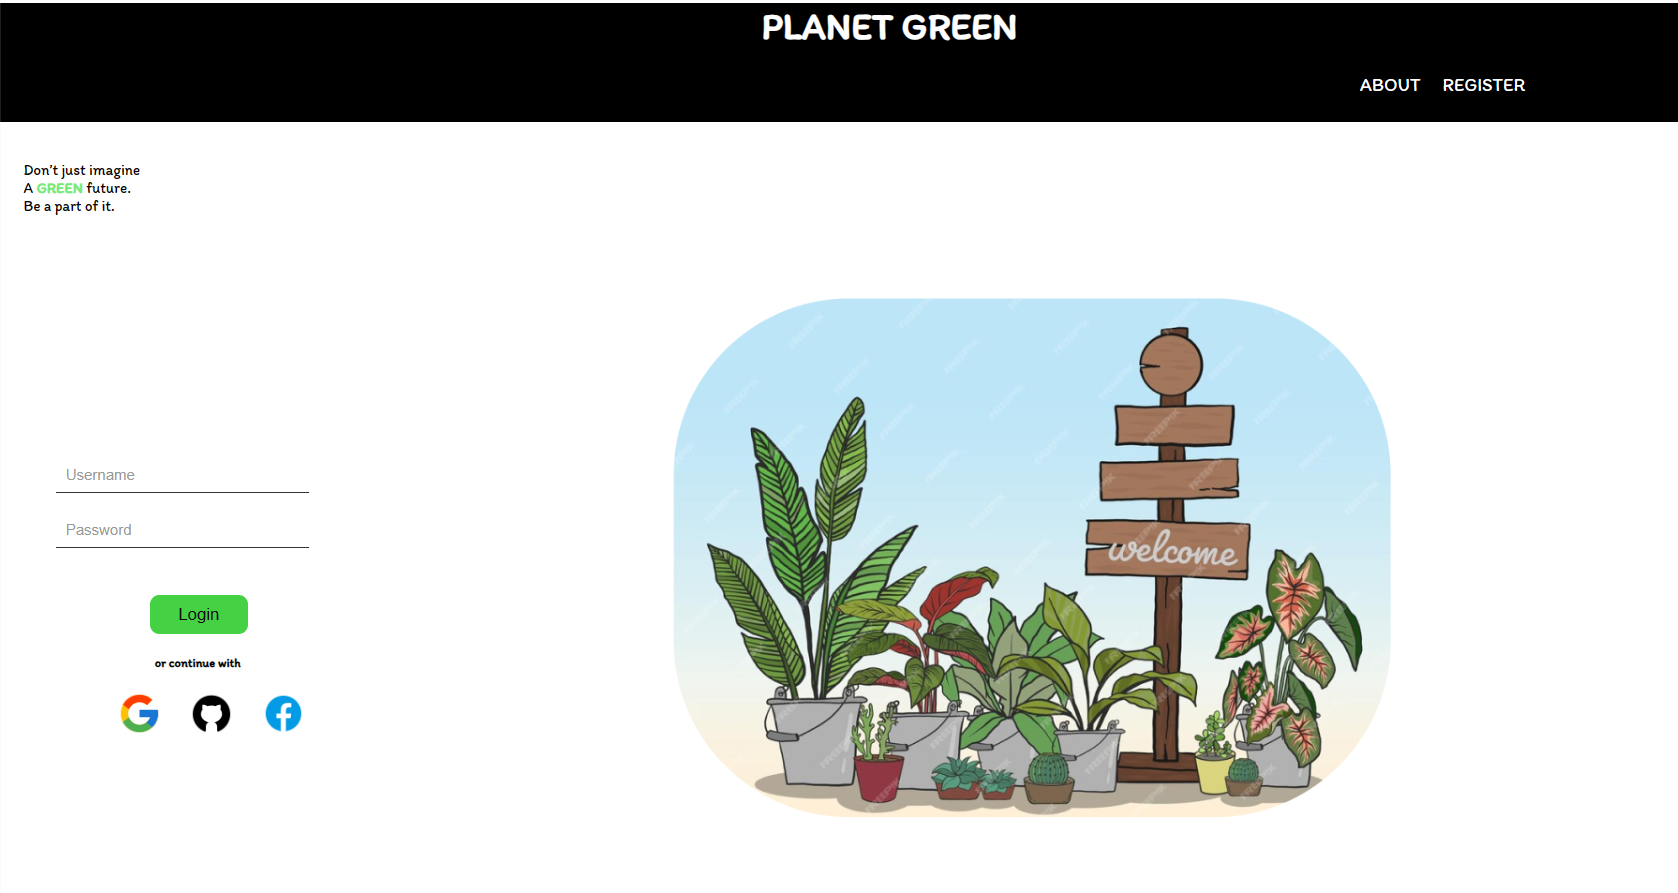 PLANET GREEN
ABOUT REGISTER
Don't just imagine
A GREEN future.
Be a part of it.
Username
Password
Login
or continue with
welcome
FREEPIK